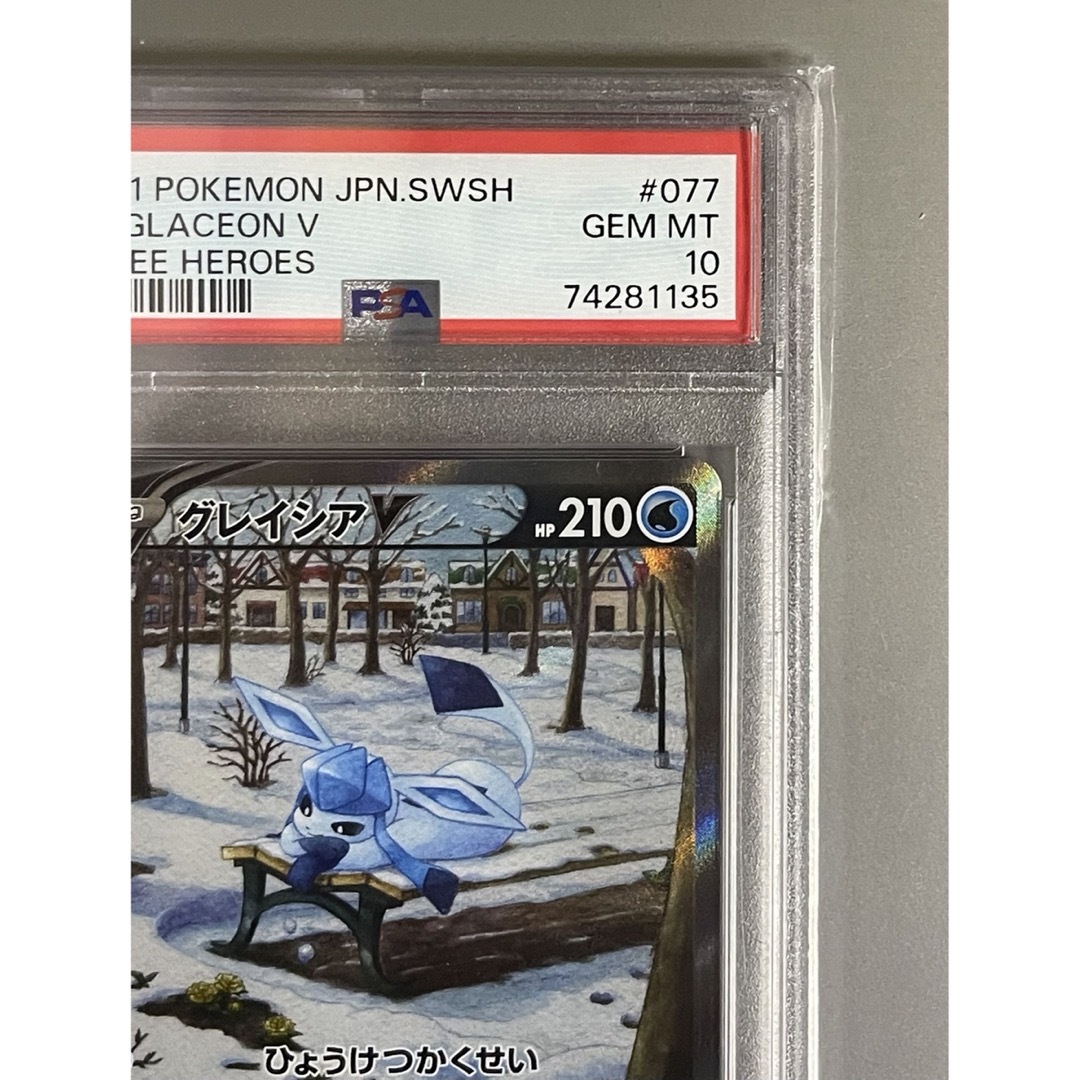 1 POKEMON JPN.SWSH #077
GLACEON V GEM MT
EE HEROES 10
PSA 74281135
グレイシアV HP 210
ひょうけつかくせい